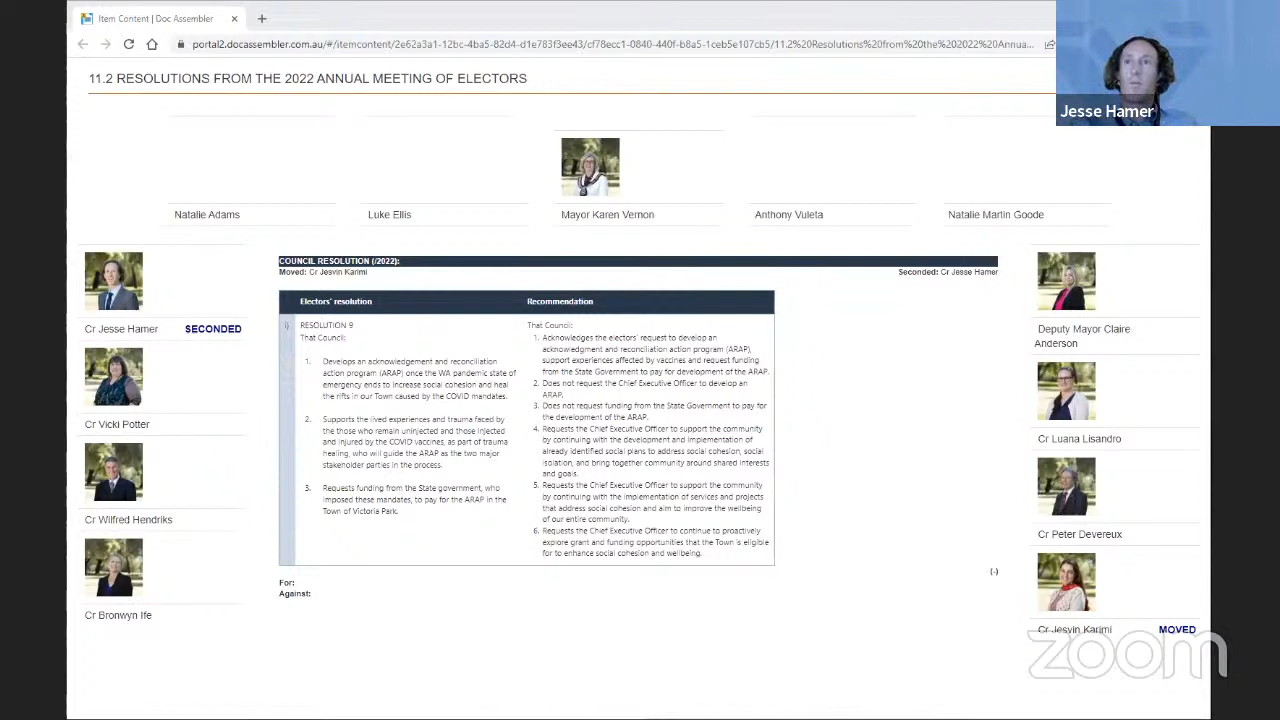 Item Content | Doc Assembler
portal2.docassembler.com.au/#/itemcontent/2e62a3a1-12bc-4ba5-82d4-d1e783f3ee43/cf78ecc1-0840-440f-b8a5-1ceb5e107cb5/11.2%20Resolutions%20from%20the%202022%20Annua...
11.2 RESOLUTIONS FROM THE 2022 ANNUAL MEETING OF ELECTORS
Jesse Hamer
Natalie Adams
Luke Ellis
Mayor Karen Vernon
Anthony Vuleta
Natalie Martin Goode
Cr Jesse Hamer SECONDED
Cr Vicki Potter
Cr Wilfred Hendriks
Cr Bronwyn Ife
COUNCIL RESOLUTION (/2022):
Moved: Cr Jesvin Karimi
Seconded: Cr Jesse Hamer
Electors' resolution
Recommendation
i)
RESOLUTION 9
That Council:
1. Develops an acknowledgement and reconciliation
action program (ARAP) once the WA pandemic state of
emergency ends to increase social cohesion and heal
the rifts in our Town caused by the COVID mandates.
2. Supports the lived experiences and trauma faced by
the those who remain uninjected and those injected
and injured by the COVID vaccines, as part of trauma
healing, who will guide the ARAP as the two major
stakeholder parties in the process.
3. Requests funding from the State government, who
imposed these mandates, to pay for the ARAP in the
Town of Victoria Park.
That Council:
1. Acknowledges the electors' request to develop an
acknowledgment and reconciliation action program (ARAP),
support experiences affected by vaccines and request funding
from the State Government to pay for development of the ARAP.
2. Does not request the Chief Executive Officer to develop an
ARAP.
3. Does not request funding from the State Government to pay for
the development of the ARAP.
4. Requests the Chief Executive Officer to support the community
by continuing with the development and implementation of
already identified social plans to address social cohesion, social
isolation, and bring together community around shared interests
and goals.
5. Requests the Chief Executive Officer to support the community
by continuing with the implementation of services and projects
that address social cohesion and aim to improve the wellbeing
of our entire community.
6. Requests the Chief Executive Officer to continue to proactively
explore grant and funding opportunities that the Town is eligible
for to enhance social cohesion and wellbeing.
(-)
For:
Against:
Deputy Mayor Claire
Anderson
Cr Luana Lisandro
Cr Peter Devereux
Cr Jesvin Karimi MOVED
zoom